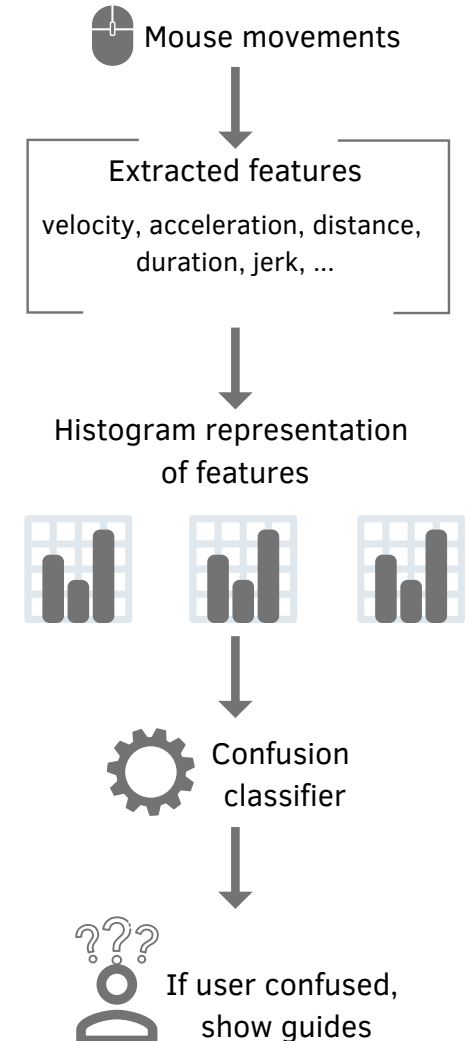 Mouse movements
Extracted features
velocity, acceleration, distance,
duration, jerk, ...
Histogram representation
of features
Confusion
classifier
???
If user confused,
show guides